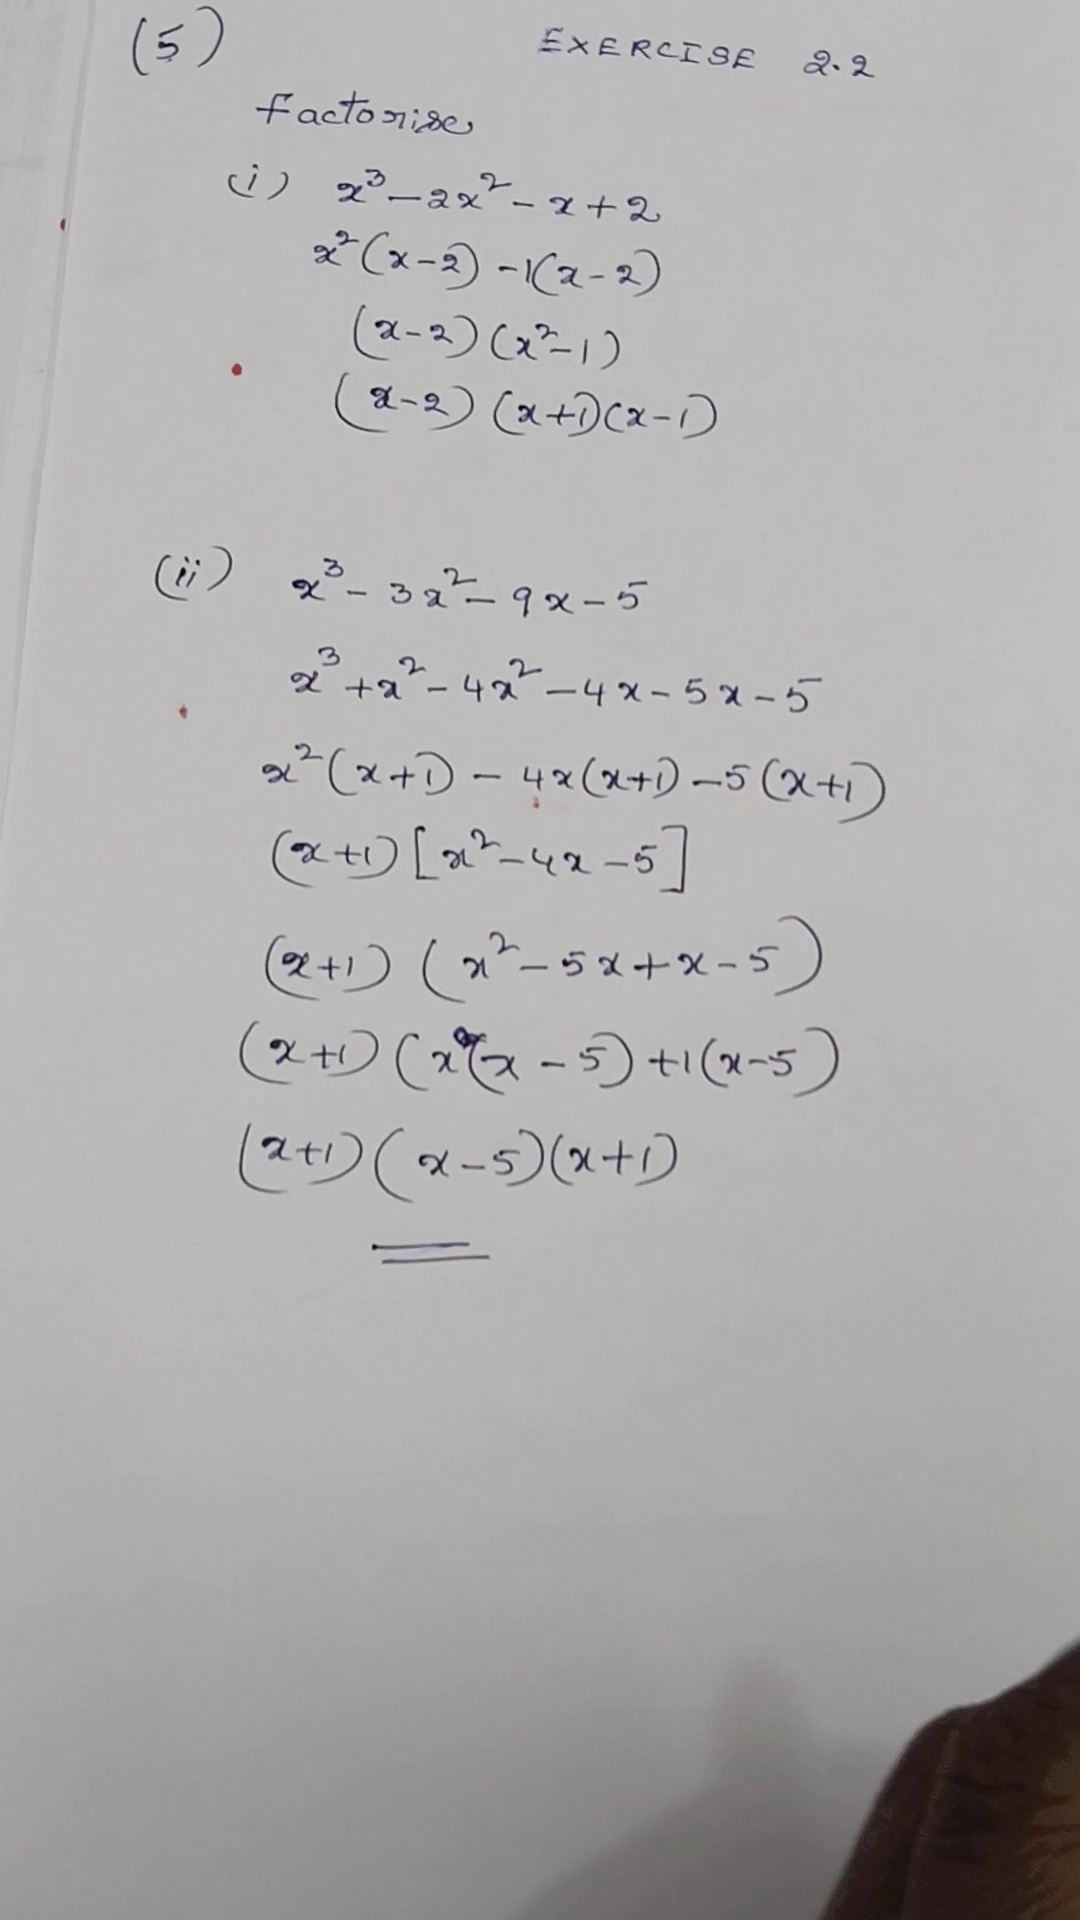 (5) EXERCISE 2.2
factorise
(i) x³ - 2x² - x + 2
x²(x-2) -1(x-2)
(x-2)(x²-1)
(x-2)(x+1)(x-1)
(ii) x³ - 3x² - 9x - 5
x³ + x² - 4x² - 4x - 5x - 5
x²(x+1) - 4x(x+1) - 5(x+1)
(x+1)[x² - 4x - 5]
(x+1)(x² - 5x + x - 5)
(x+1)(x(x-5) + 1(x-5)
(x+1)(x-5)(x+1)